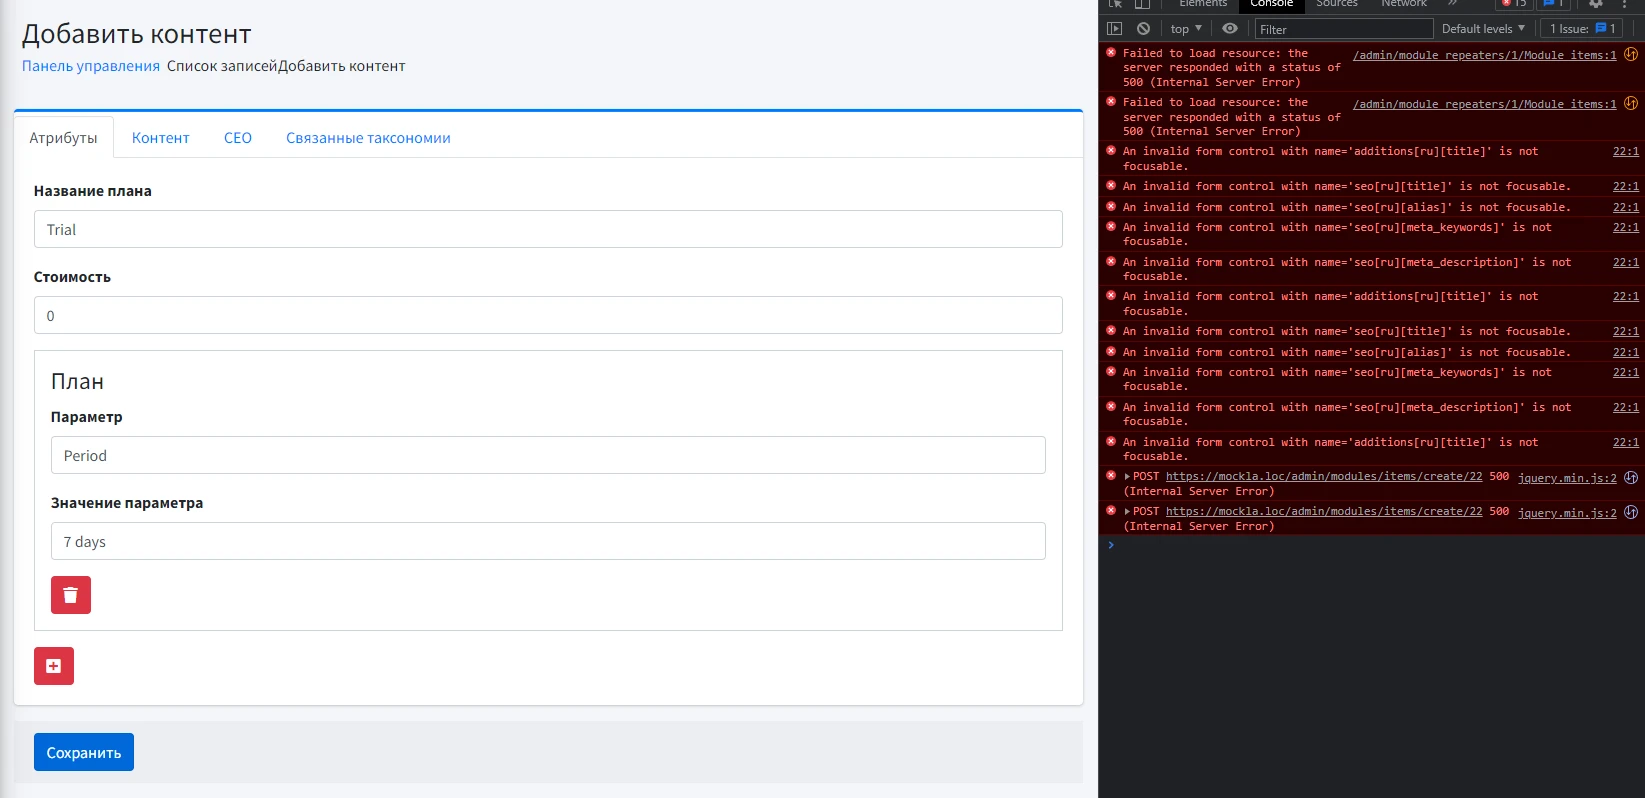 Добавить контент
Панель управления Список записейДобавить контент
Атрибуты Контент СЕО Связанные таксономии
Название плана
Trial
Стоимость
0
План
Параметр
Period
Значение параметра
7 days
Сохранить
Elements Console Sources Network » 15 1
top Filter Default levels 1 Issue: 1
Failed to load resource: the /admin/module_repeaters/1/Module_items:1
server responded with a status of
500 (Internal Server Error)
Failed to load resource: the /admin/module_repeaters/1/Module_items:1
server responded with a status of
500 (Internal Server Error)
An invalid form control with name='additions[ru][title]' is not 22:1
focusable.
An invalid form control with name='seo[ru][title]' is not focusable. 22:1
An invalid form control with name='seo[ru][alias]' is not focusable. 22:1
An invalid form control with name='seo[ru][meta_keywords]' is not 22:1
focusable.
An invalid form control with name='seo[ru][meta_description]' is not 22:1
focusable.
An invalid form control with name='additions[ru][title]' is not 22:1
focusable.
An invalid form control with name='seo[ru][title]' is not focusable. 22:1
An invalid form control with name='seo[ru][alias]' is not focusable. 22:1
An invalid form control with name='seo[ru][meta_keywords]' is not 22:1
focusable.
An invalid form control with name='seo[ru][meta_description]' is not 22:1
focusable.
An invalid form control with name='additions[ru][title]' is not 22:1
focusable.
POST https://mockla.loc/admin/modules/items/create/22 500 jquery.min.js:2
(Internal Server Error)
POST https://mockla.loc/admin/modules/items/create/22 500 jquery.min.js:2
(Internal Server Error)